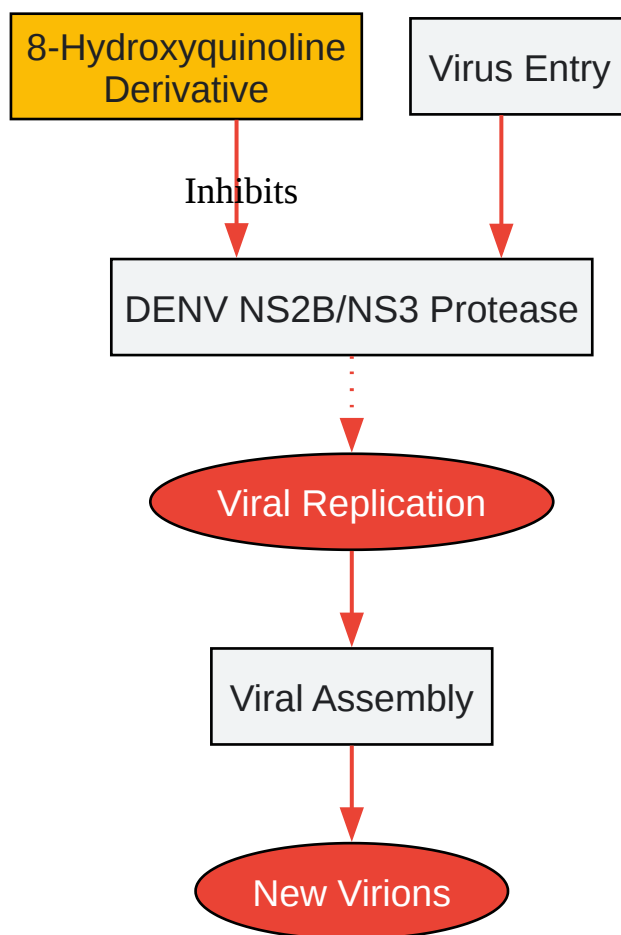 8-Hydroxyquinoline
Derivative
Virus Entry
Inhibits
DENV NS2B/NS3 Protease
Viral Replication
Viral Assembly
New Virions